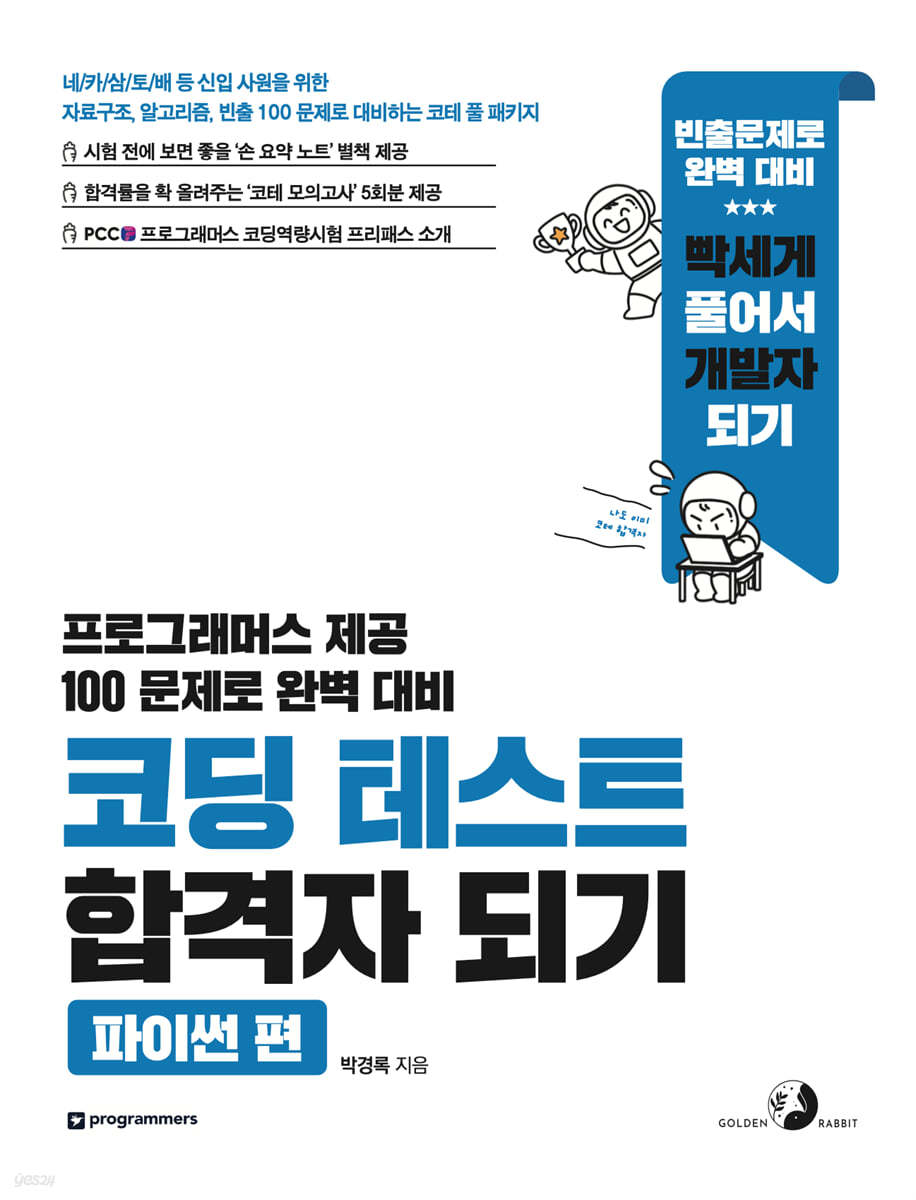 네/카/삼/토/배 등 신입 사원을 위한
자료구조, 알고리즘, 빈출 100 문제로 대비하는 코테 풀 패키지
시험 전에 보면 좋을 ‘손 요약 노트’ 별책 제공
합격률을 확 올려주는 ‘코테 모의고사’ 5회분 제공
PCCP 프로그래머스 코딩역량시험 프리패스 소개
빈출문제로
완벽 대비
★★★
빡세게
풀어서
개발자
되기
나도 이미
코테 합격자
프로그래머스 제공
100 문제로 완벽 대비
코딩 테스트
합격자 되기
파이썬 편
박경록 지음
programmers
GOLDEN RABBIT
yes24